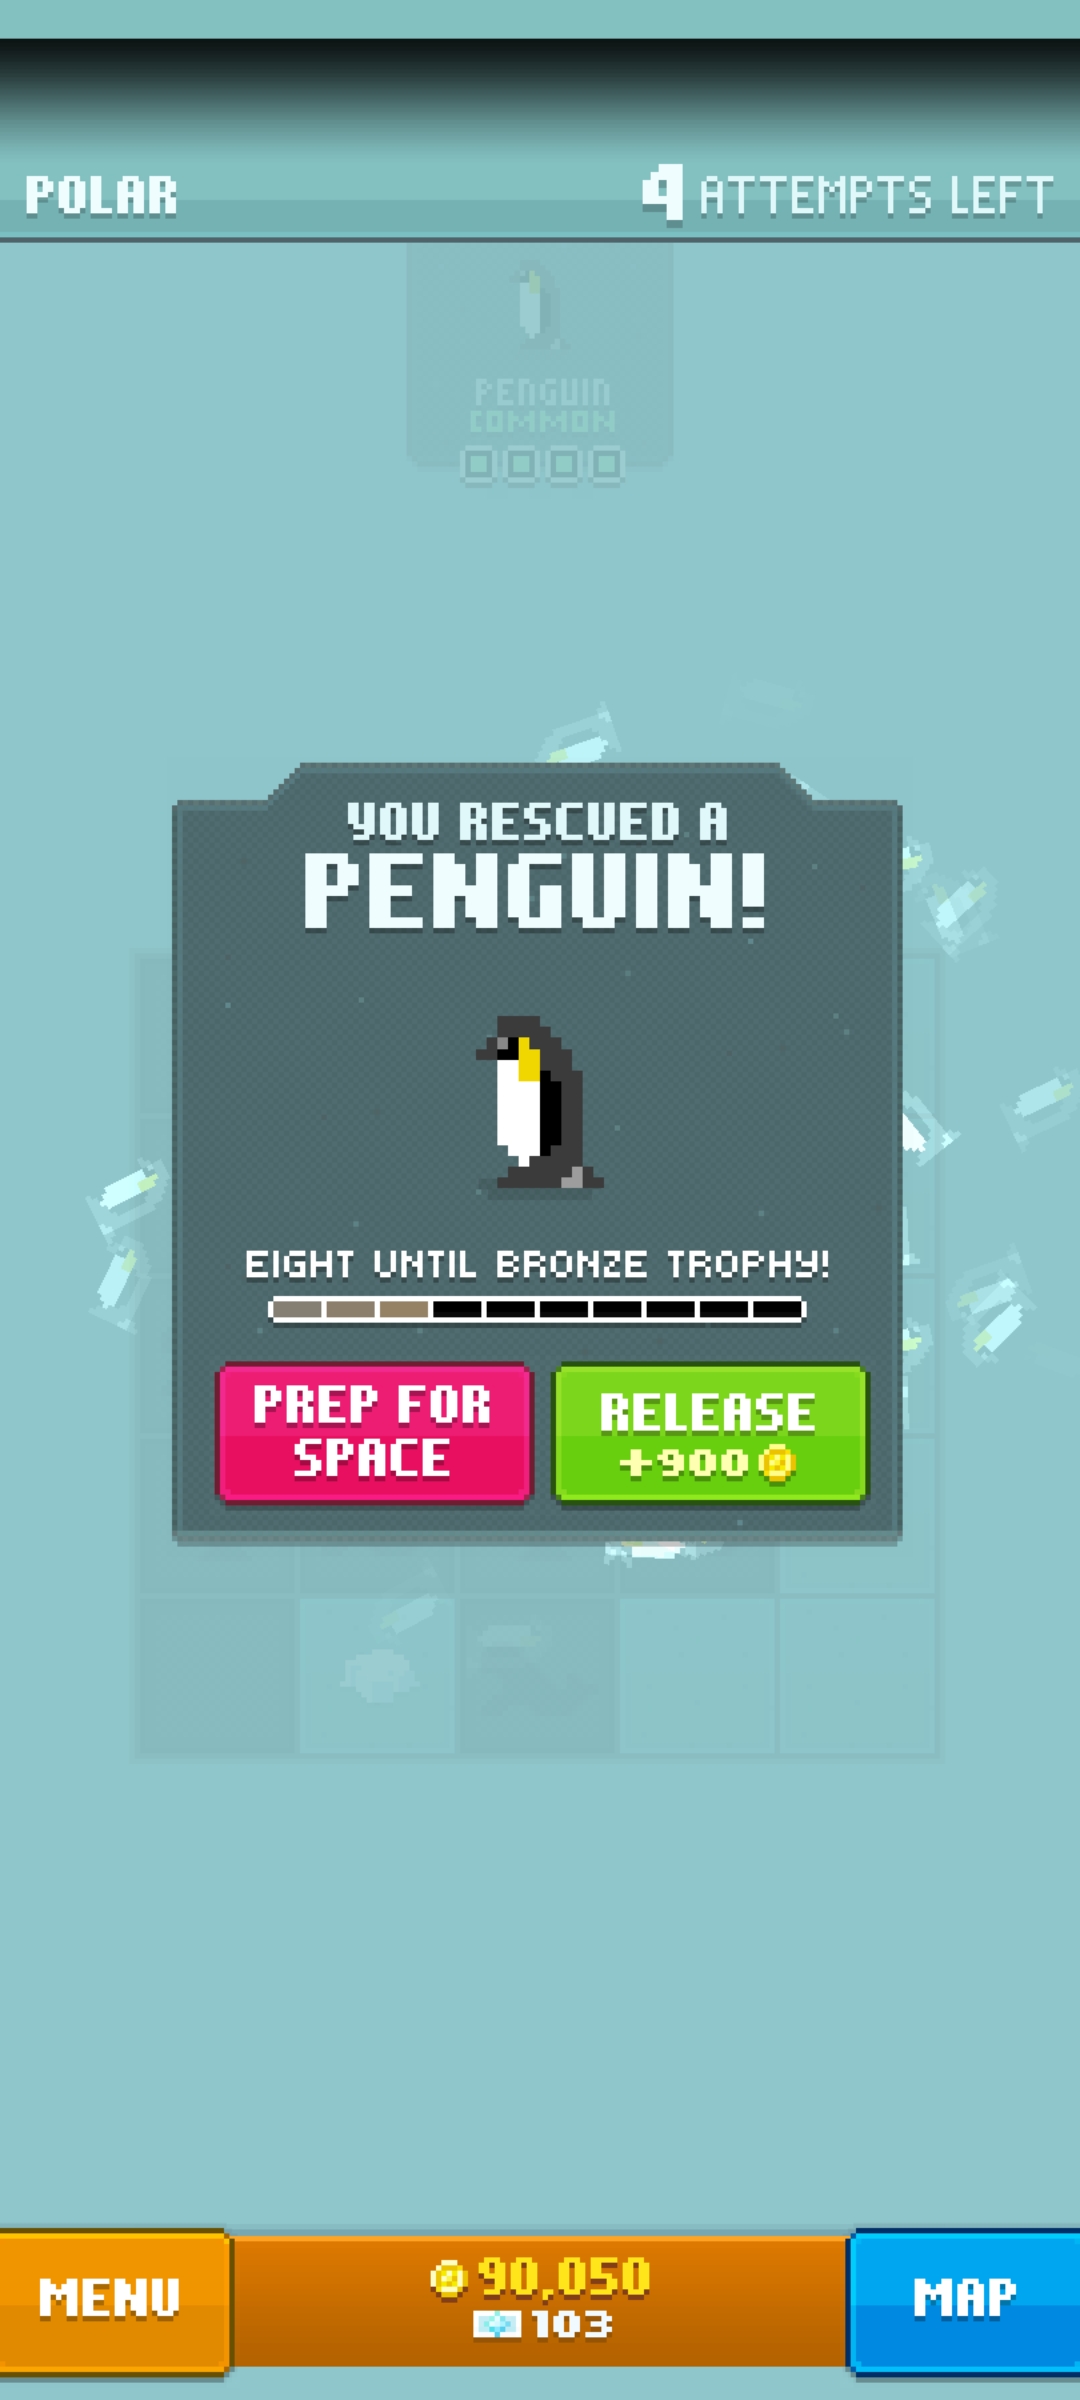 POLAR
9 ATTEMPTS LEFT
PENGUIN
COMMON
YOU RESCUED A
PENGUIN!
EIGHT UNTIL BRONZE TROPHY!
PREP FOR
SPACE
RELEASE
+900
MENU
90,050
103
MAP